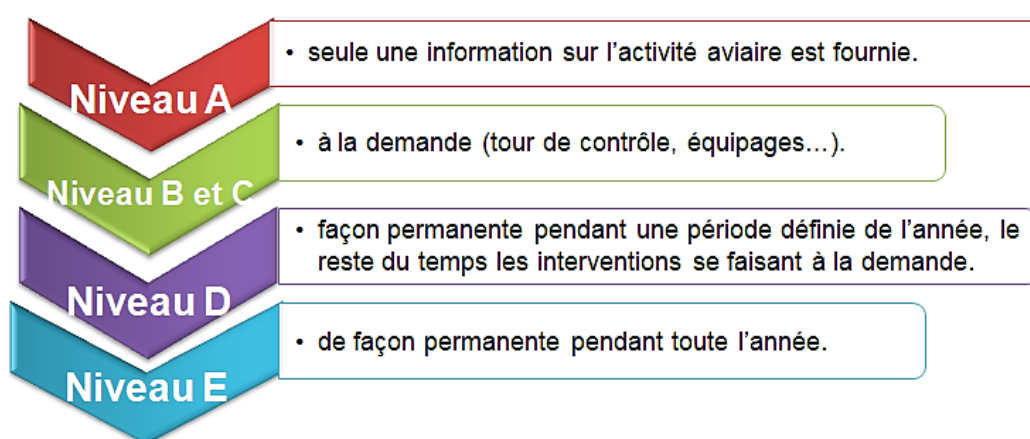 Niveau A
• seule une information sur l’activité aviaire est fournie.
Niveau B et C
• à la demande (tour de contrôle, équipages…).
Niveau D
• façon permanente pendant une période définie de l’année, le
reste du temps les interventions se faisant à la demande.
Niveau E
• de façon permanente pendant toute l’année.